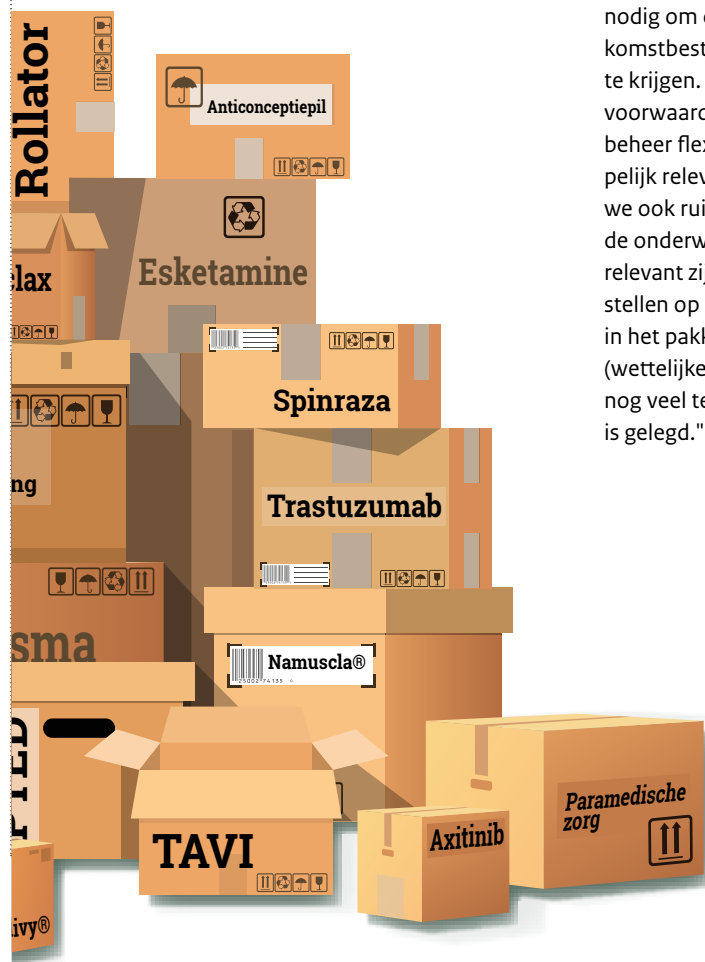 Rollator
Anticonceptiepil
Esketamine
lax
Spinraza
ng
Trastuzumab
sma
Namuscla®
25002 74135
TAVI
Axitinib
Paramedische
zorg
ivy®
nodig om
komstbest
te krijgen.
voorwaard
beheer flex
pelijk relev
we ook rui
de onderw
relevant zij
stellen op
in het pakk
(wettelijke
nog veel te
is gelegd."